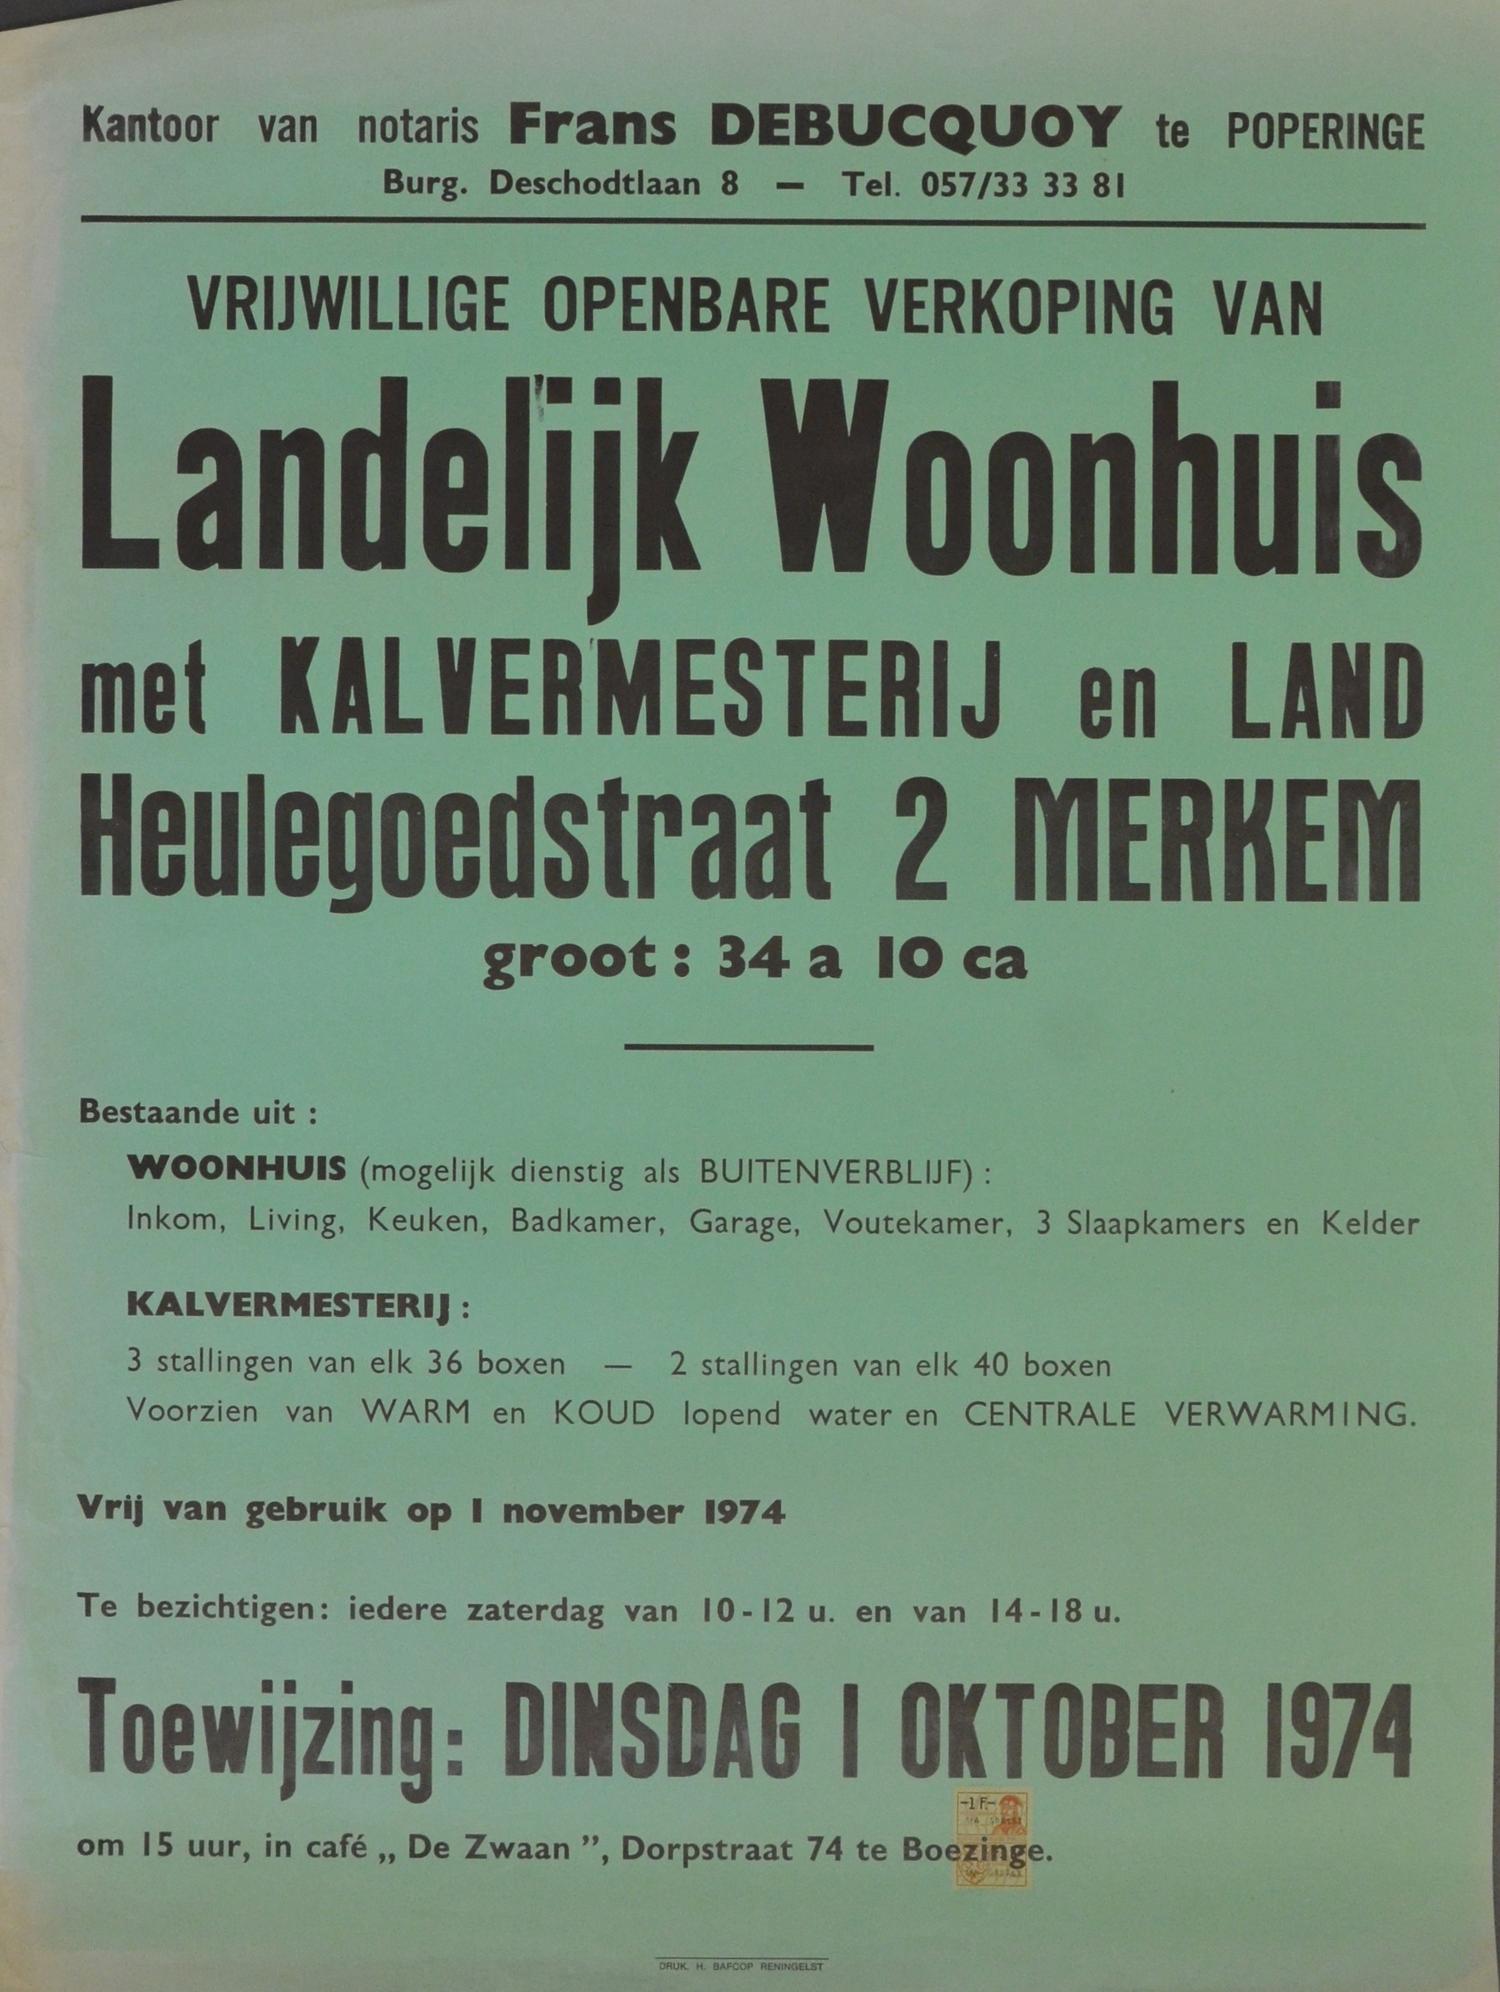 Kantoor van notaris Frans DEBUCQUOY te POPERINGE
Burg. Deschodtlaan 8 — Tel. 057/33 33 81
VRIJWILLIGE OPENBARE VERKOPING VAN
Landelijk Woonhuis
met KALVERMESTERIJ en LAND
Heulegoedstraat 2 MERKEM
groot : 34 a 10 ca
Bestaande uit :
WOONHUIS (mogelijk dienstig als BUITENVERBLIJF) :
Inkom, Living, Keuken, Badkamer, Garage, Voutekamer, 3 Slaapkamers en Kelder
KALVERMESTERIJ :
3 stallingen van elk 36 boxen — 2 stallingen van elk 40 boxen
Voorzien van WARM en KOUD lopend water en CENTRALE VERWARMING.
Vrij van gebruik op 1 november 1974
Te bezichtigen: iedere zaterdag van 10-12 u. en van 14-18 u.
Toewijzing: DINSDAG 1 OKTOBER 1974
-1 F.-
om 15 uur, in café „ De Zwaan ”, Dorpstraat 74 te Boezinge.
DRUK. H. BAFCOP RENINGELST